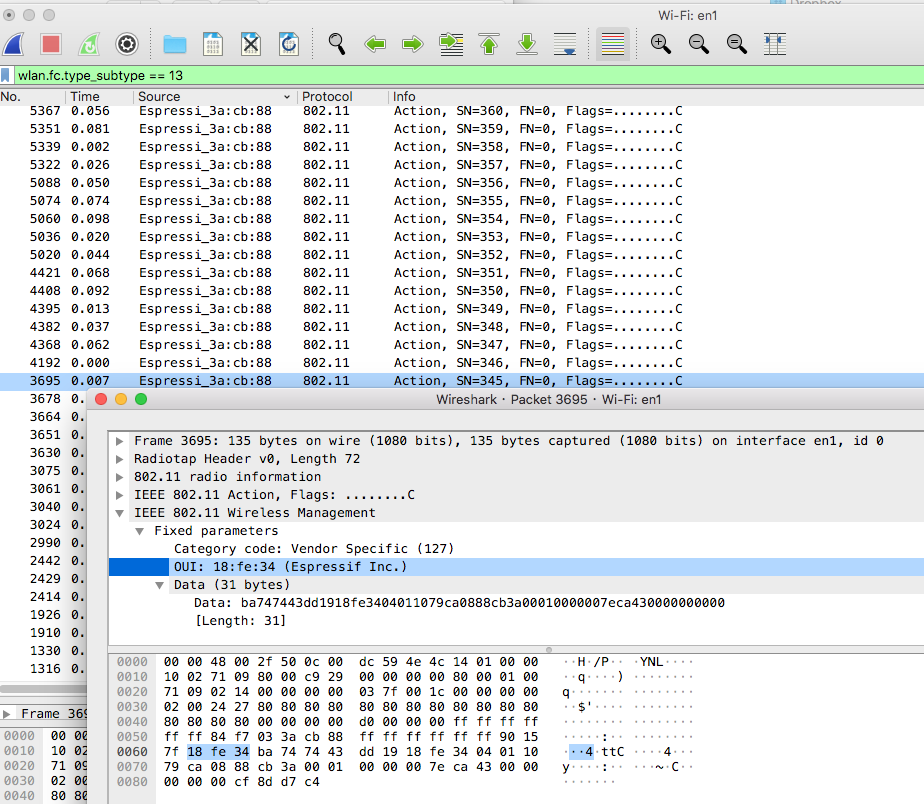 Dropbox
Wi-Fi: en1
wlan.fc.type_subtype == 13
No. Time Source Protocol Info
5367 0.056 Espressi_3a:cb:88 802.11 Action, SN=360, FN=0, Flags=........C
5351 0.081 Espressi_3a:cb:88 802.11 Action, SN=359, FN=0, Flags=........C
5339 0.002 Espressi_3a:cb:88 802.11 Action, SN=358, FN=0, Flags=........C
5322 0.026 Espressi_3a:cb:88 802.11 Action, SN=357, FN=0, Flags=........C
5088 0.050 Espressi_3a:cb:88 802.11 Action, SN=356, FN=0, Flags=........C
5074 0.074 Espressi_3a:cb:88 802.11 Action, SN=355, FN=0, Flags=........C
5060 0.098 Espressi_3a:cb:88 802.11 Action, SN=354, FN=0, Flags=........C
5036 0.020 Espressi_3a:cb:88 802.11 Action, SN=353, FN=0, Flags=........C
5020 0.044 Espressi_3a:cb:88 802.11 Action, SN=352, FN=0, Flags=........C
4421 0.068 Espressi_3a:cb:88 802.11 Action, SN=351, FN=0, Flags=........C
4408 0.092 Espressi_3a:cb:88 802.11 Action, SN=350, FN=0, Flags=........C
4395 0.013 Espressi_3a:cb:88 802.11 Action, SN=349, FN=0, Flags=........C
4382 0.037 Espressi_3a:cb:88 802.11 Action, SN=348, FN=0, Flags=........C
4368 0.062 Espressi_3a:cb:88 802.11 Action, SN=347, FN=0, Flags=........C
4192 0.000 Espressi_3a:cb:88 802.11 Action, SN=346, FN=0, Flags=........C
3695 0.007 Espressi_3a:cb:88 802.11 Action, SN=345, FN=0, Flags=........C
3678 0.
3664 0.
3651 0.
3630 0.
3075 0.
3061 0.
3040 0.
3024 0.
2990 0.
2442 0.
2429 0.
2414 0.
1926 0.
1910 0.
1330 0.
1316 0.
Frame 369
0000 00 00
0010 10 02
0020 71 09
0030 02 00
0040 80 80
Wireshark · Packet 3695 · Wi-Fi: en1
Frame 3695: 135 bytes on wire (1080 bits), 135 bytes captured (1080 bits) on interface en1, id 0
Radiotap Header v0, Length 72
802.11 radio information
IEEE 802.11 Action, Flags: ........C
IEEE 802.11 Wireless Management
Fixed parameters
Category code: Vendor Specific (127)
OUI: 18:fe:34 (Espressif Inc.)
Data (31 bytes)
Data: ba747443dd1918fe3404011079ca0888cb3a00010000007eca430000000000
[Length: 31]
0000 00 00 48 00 2f 50 0c 00 dc 59 4e 4c 14 01 00 00 ··H·/P·· ·YNL····
0010 10 02 71 09 80 00 c9 29 00 00 00 00 80 00 01 00 ··q····) ········
0020 71 09 02 14 00 00 00 00 03 7f 00 1c 00 00 00 00 q······· ········
0030 02 00 24 27 80 80 80 80 80 80 80 80 80 80 80 80 ··$'···· ········
0040 80 80 80 80 00 00 00 00 d0 00 00 00 ff ff ff ff ········ ········
0050 ff ff 84 f7 03 3a cb 88 ff ff ff ff ff ff 90 15 ·····:·· ········
0060 7f 18 fe 34 ba 74 74 43 dd 19 18 fe 34 04 01 10 ···4·ttC ····4···
0070 79 ca 08 88 cb 3a 00 01 00 00 00 7e ca 43 00 00 y····:·· ···~·C··
0080 00 00 00 cf 8d d7 c4 ·······